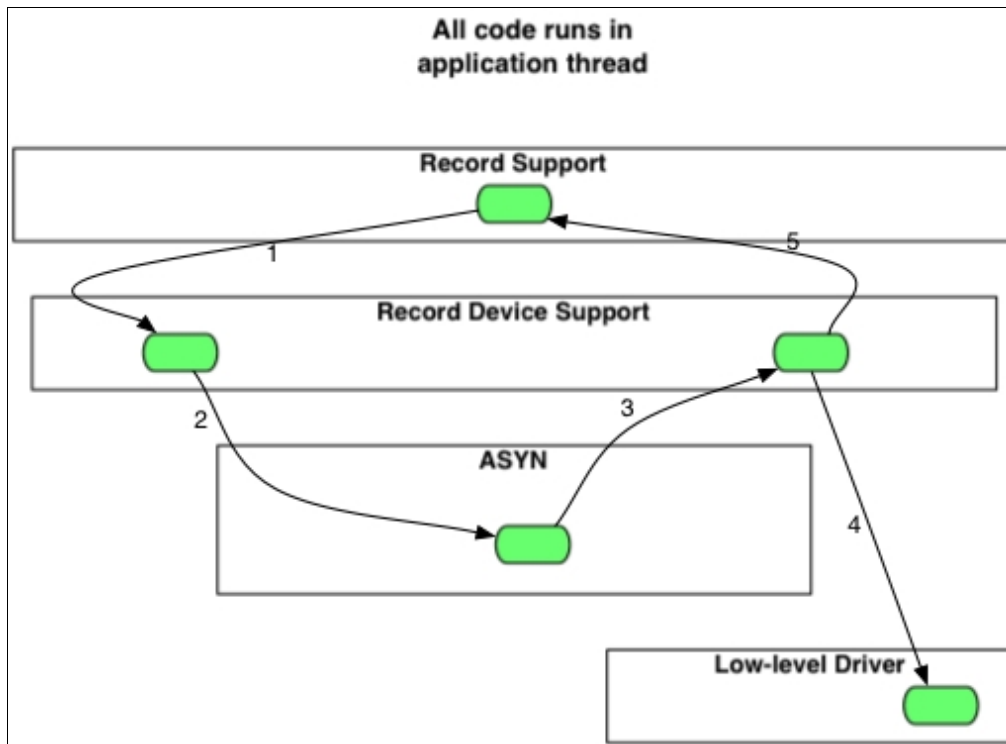 All code runs in
application thread
Record Support
1
5
Record Device Support
2
3
ASYN
4
Low-level Driver